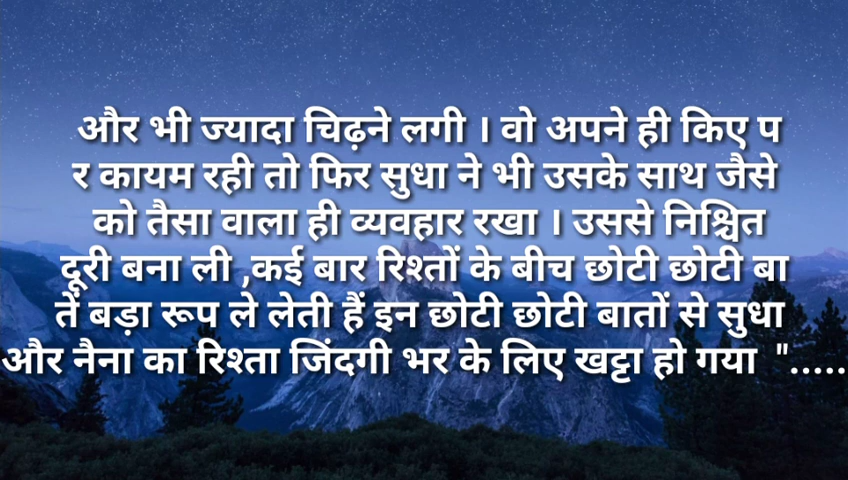 और भी ज्यादा चिढ़ने लगी । वो अपने ही किए प
र कायम रही तो फिर सुधा ने भी उसके साथ जैसे
को तैसा वाला ही व्यवहार रखा । उससे निश्चित
दूरी बना ली ,कई बार रिश्तों के बीच छोटी छोटी बा
तें बड़ा रूप ले लेती हैं इन छोटी छोटी बातों से सुधा
और नैना का रिश्ता जिंदगी भर के लिए खट्टा हो गया ".....